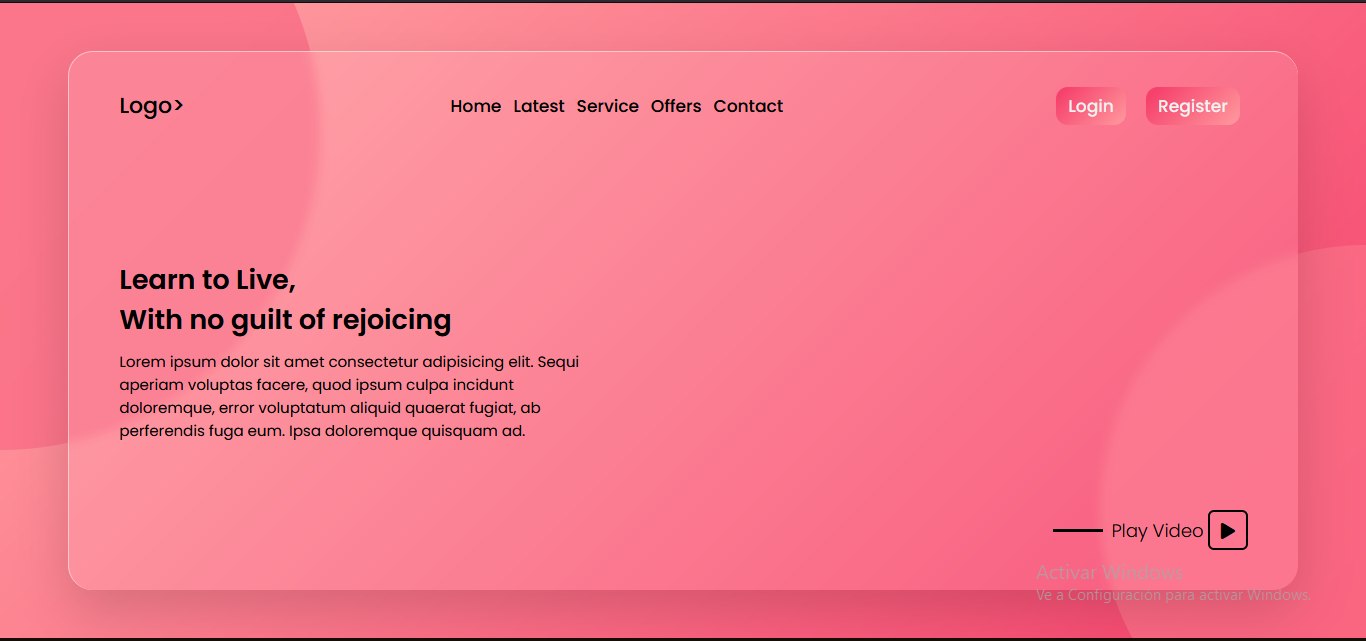 Logo>
Home Latest Service Offers Contact
Login Register
Learn to Live,
With no guilt of rejoicing
Lorem ipsum dolor sit amet consectetur adipisicing elit. Sequi
aperiam voluptas facere, quod ipsum culpa incidunt
doloremque, error voluptatum aliquid quaerat fugiat, ab
perferendis fuga eum. Ipsa doloremque quisquam ad.
Play Video
Activar Windows
Ve a Configuración para activar Windows.